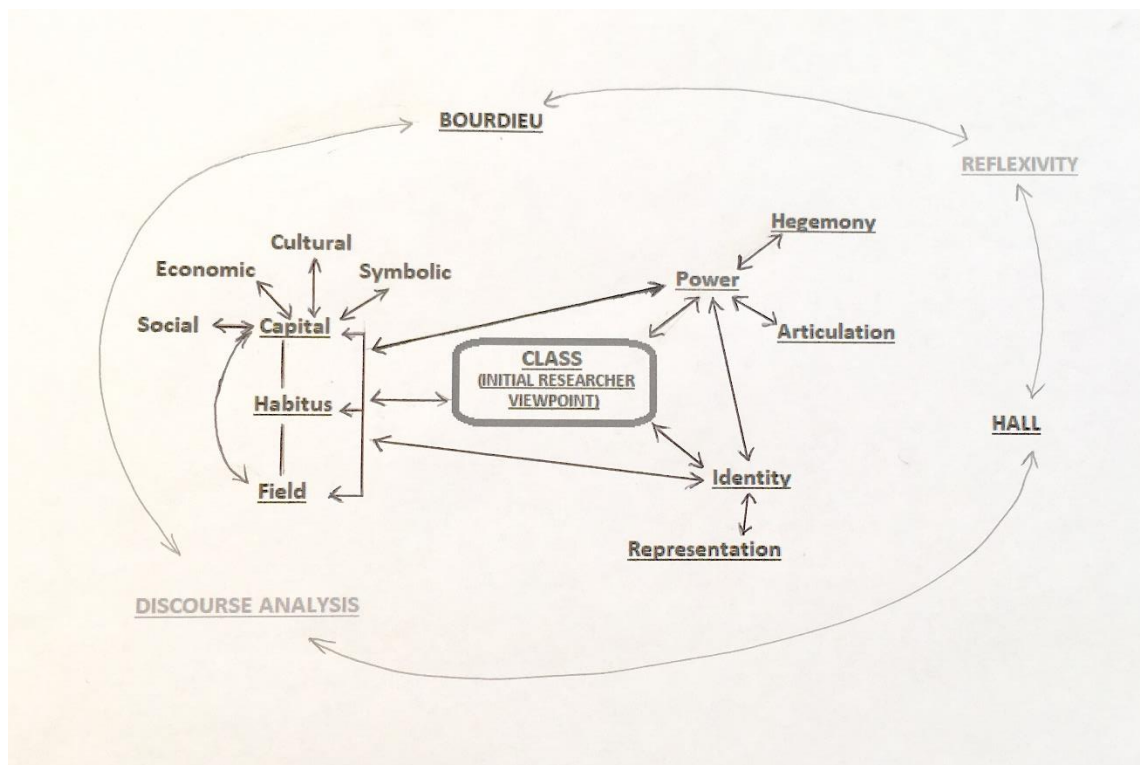 BOURDIEU
REFLEXIVITY
Hegemony
Cultural
Economic
Symbolic
Power
Social
Capital
Articulation
CLASS
(INITIAL RESEARCHER
VIEWPOINT)
Habitus
HALL
Field
Identity
Representation
DISCOURSE ANALYSIS